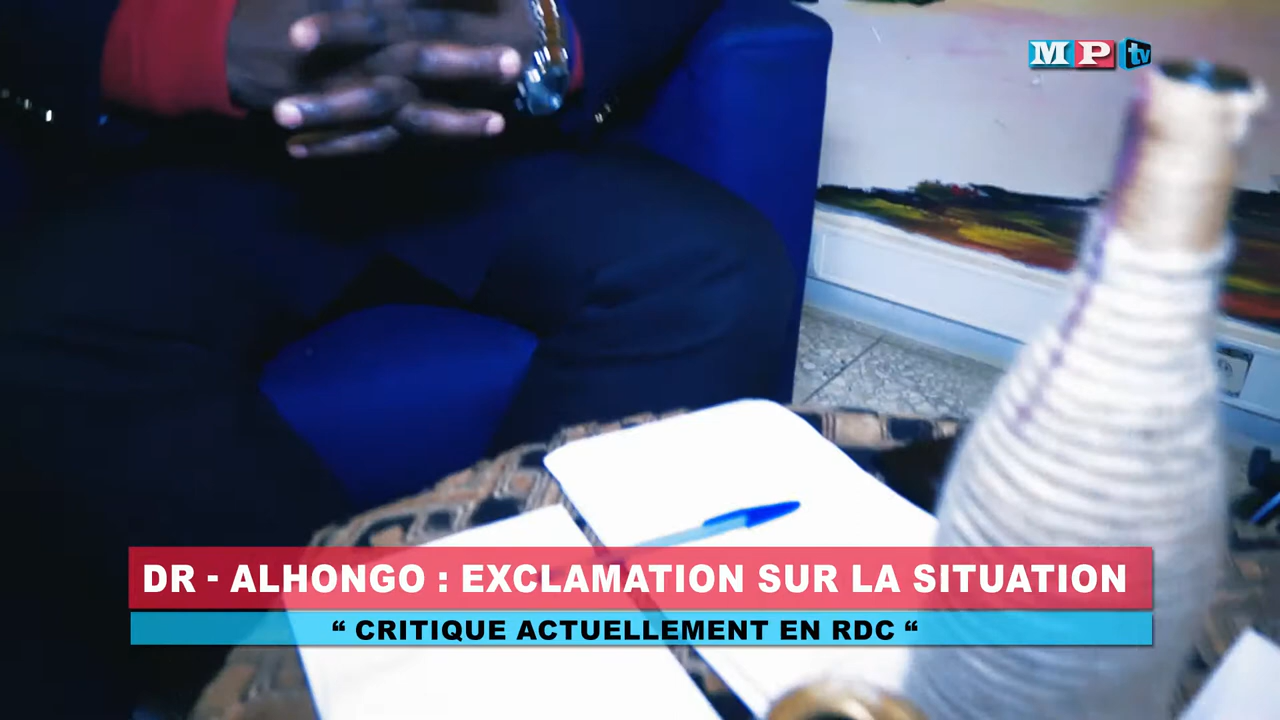 MP tv
DR - ALHONGO : EXCLAMATION SUR LA SITUATION
“ CRITIQUE ACTUELLEMENT EN RDC “